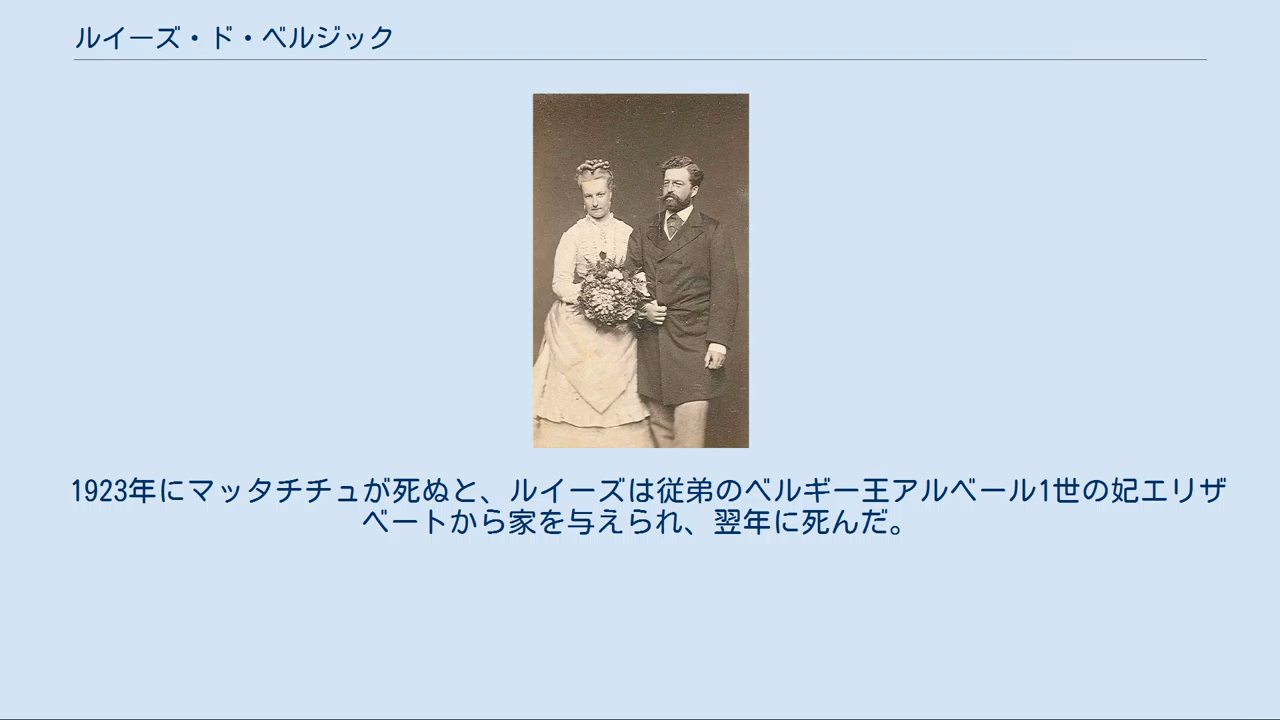 ルイーズ・ド・ベルジック
1923年にマッタチチュが死ぬと、ルイーズは従弟のベルギー王アルベール1世の妃エリザ
ベートから家を与えられ、翌年に死んだ。